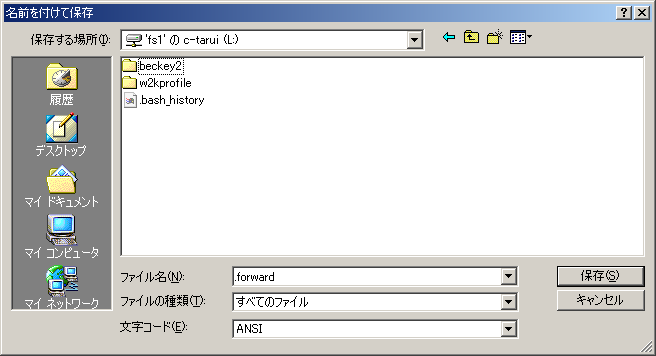 名前を付けて保存
保存する場所(I):
'fs1' の c-tarui (L:)
beckey2
w2kprofile
.bash_history
履歴
デスクトップ
マイ ドキュメント
マイ コンピュータ
マイ ネットワーク
ファイル名(N):
.forward
保存(S)
ファイルの種類(T):
すべてのファイル
キャンセル
文字コード(E):
ANSI